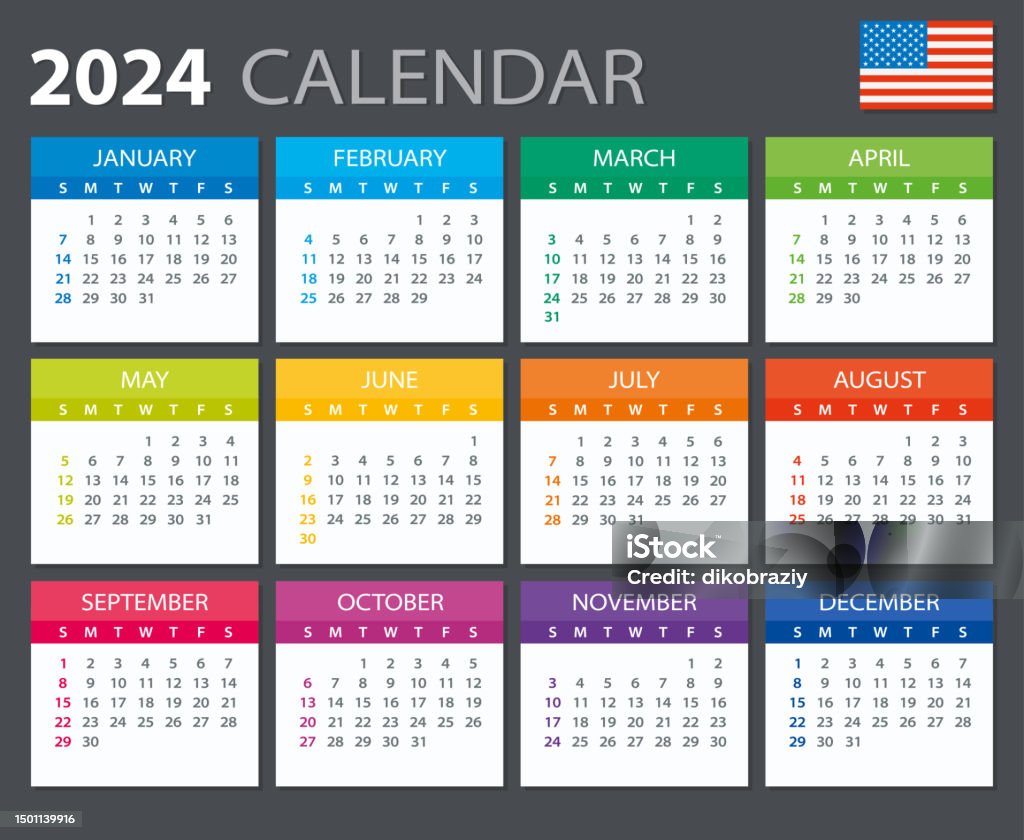 2024 CALENDAR
JANUARY
S M T W T F S
1 2 3 4 5 6
7 8 9 10 11 12 13
14 15 16 17 18 19 20
21 22 23 24 25 26 27
28 29 30 31
FEBRUARY
S M T W T F S
1 2 3
4 5 6 7 8 9 10
11 12 13 14 15 16 17
18 19 20 21 22 23 24
25 26 27 28 29
MARCH
S M T W T F S
1 2
3 4 5 6 7 8 9
10 11 12 13 14 15 16
17 18 19 20 21 22 23
24 25 26 27 28 29 30
31
APRIL
S M T W T F S
1 2 3 4 5 6
7 8 9 10 11 12 13
14 15 16 17 18 19 20
21 22 23 24 25 26 27
28 29 30
MAY
S M T W T F S
1 2 3 4
5 6 7 8 9 10 11
12 13 14 15 16 17 18
19 20 21 22 23 24 25
26 27 28 29 30 31
JUNE
S M T W T F S
1
2 3 4 5 6 7 8
9 10 11 12 13 14 15
16 17 18 19 20 21 22
23 24 25 26 27 28 29
30
JULY
S M T W T F S
1 2 3 4 5 6
7 8 9 10 11 12 13
14 15 16 17 18 19 20
21 22 23 24 25 26 27
28 29 30 31
AUGUST
S M T W T F S
1 2 3
4 5 6 7 8 9 10
11 12 13 14 15 16 17
18 19 20 21 22 23 24
25 26 27 28 29 30 31
iStock™
Credit: dikobraziy
SEPTEMBER
S M T W T F S
1 2 3 4 5 6 7
8 9 10 11 12 13 14
15 16 17 18 19 20 21
22 23 24 25 26 27 28
29 30
OCTOBER
S M T W T F S
1 2 3 4 5
6 7 8 9 10 11 12
13 14 15 16 17 18 19
20 21 22 23 24 25 26
27 28 29 30 31
NOVEMBER
S M T W T F S
1 2
3 4 5 6 7 8 9
10 11 12 13 14 15 16
17 18 19 20 21 22 23
24 25 26 27 28 29 30
DECEMBER
S M T W T F S
1 2 3 4 5 6 7
8 9 10 11 12 13 14
15 16 17 18 19 20 21
22 23 24 25 26 27 28
29 30 31
1501139916